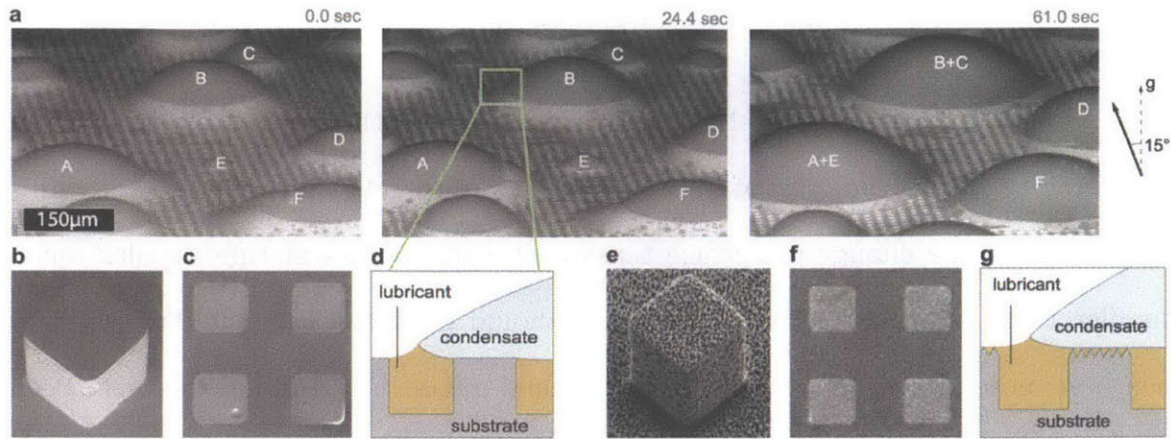 a
0.0 sec
24.4 sec
61.0 sec
A
B
C
D
E
F
150µm
A
B
C
D
E
F
B+C
A+E
D
F
g
15°
b
c
d
lubricant
condensate
substrate
e
f
g
lubricant
condensate
substrate